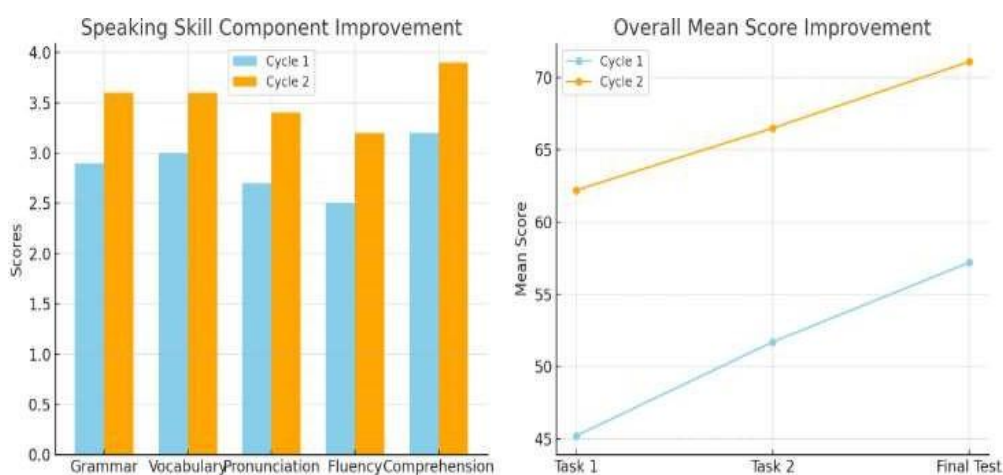 Speaking Skill Component Improvement
Cycle 1
Cycle 2
Scores
4.0
3.5
3.0
2.5
2.0
1.5
1.0
0.5
0.0
Grammar
Vocabulary
Pronunciation
Fluency
Comprehension
Overall Mean Score Improvement
Cycle 1
Cycle 2
Mean Score
70
65
60
55
50
45
Task 1
Task 2
Final Test